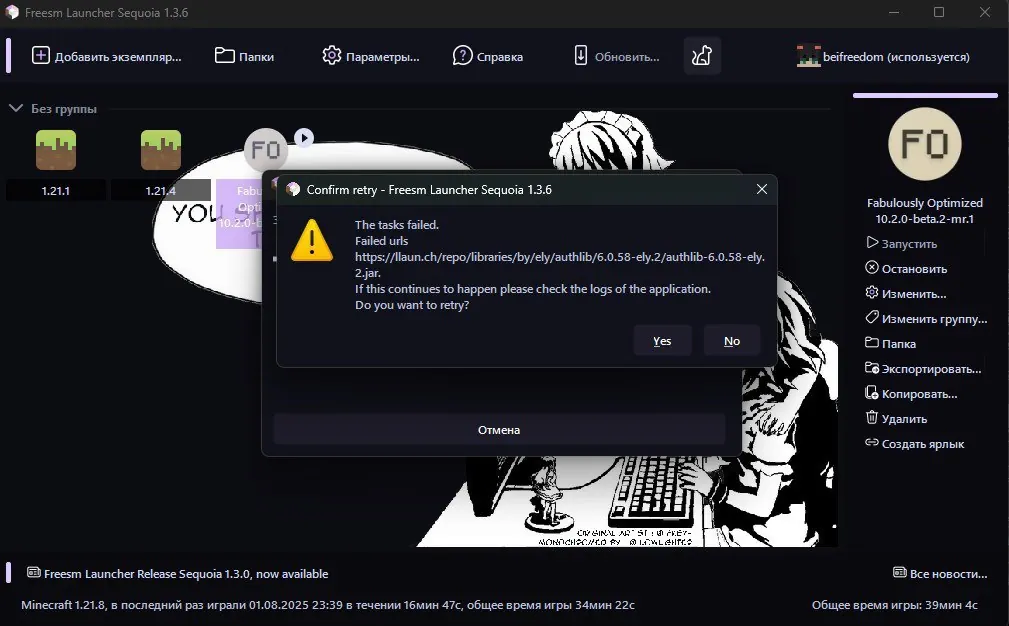 Freesm Launcher Sequoia 1.3.6
Добавить экземпляр...
Папки
Параметры...
Справка
Обновить...
beifreedom (используется)
Без группы
1.21.1
1.21.4
FO
Fabu
Opti
10.2.0-b
YOU
Confirm retry - Freesm Launcher Sequoia 1.3.6
The tasks failed.
Failed urls
https://llaun.ch/repo/libraries/by/ely/authlib/6.0.58-ely.2/authlib-6.0.58-ely.
2.jar.
If this continues to happen please check the logs of the application.
Do you want to retry?
Yes
No
Отмена
FO
Fabulously Optimized
10.2.0-beta.2-mr.1
Запустить
Остановить
Изменить...
Изменить группу...
Папка
Экспортировать...
Копировать...
Удалить
Создать ярлык
ORIGINAL ARTIST: @
MONOCHROMED BY: @
Freesm Launcher Release Sequoia 1.3.0, now available
Все новости...
Minecraft 1.21.8, в последний раз играли 01.08.2025 23:39 в течении 16мин 47с, общее время игры 34мин 22с
Общее время игры: 39мин 4с